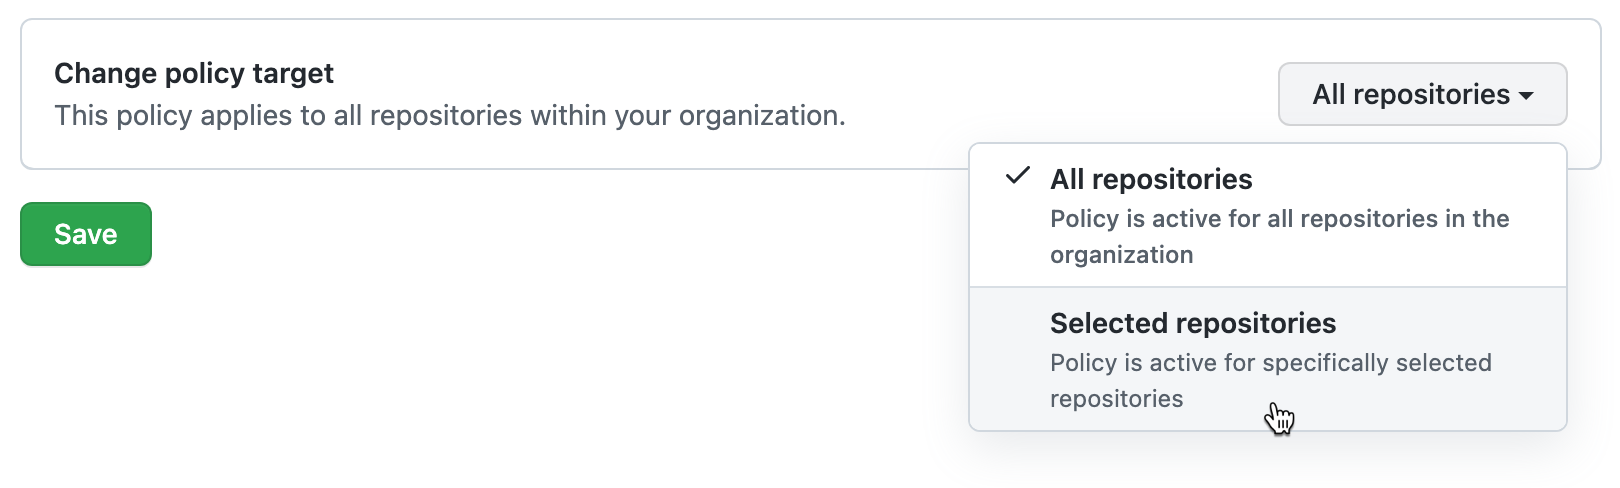 Change policy target
This policy applies to all repositories within your organization.
All repositories
All repositories
Policy is active for all repositories in the
organization
Selected repositories
Policy is active for specifically selected
repositories
Save